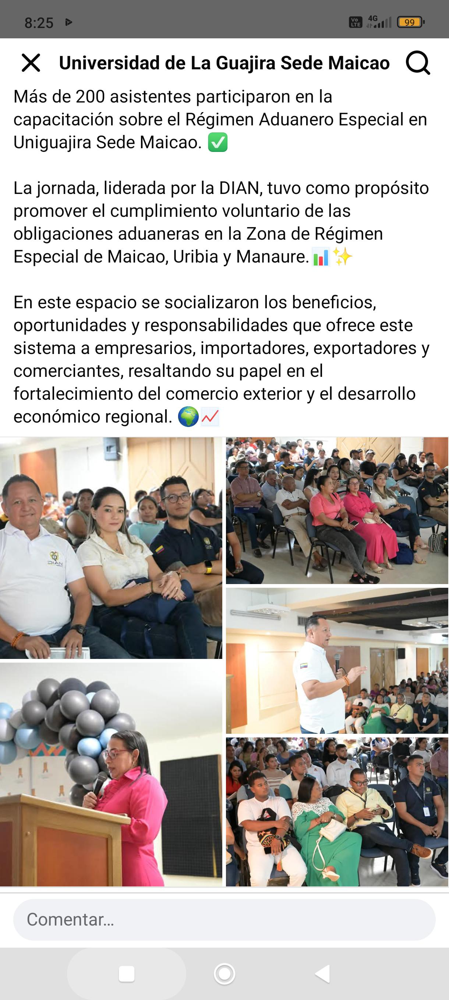 8:25
Vo
LTE
4G
99
Universidad de La Guajira Sede Maicao
Más de 200 asistentes participaron en la
capacitación sobre el Régimen Aduanero Especial en
Uniguajira Sede Maicao. ✅
La jornada, liderada por la DIAN, tuvo como propósito
promover el cumplimiento voluntario de las
obligaciones aduaneras en la Zona de Régimen
Especial de Maicao, Uribia y Manaure.📊✨
En este espacio se socializaron los beneficios,
oportunidades y responsabilidades que ofrece este
sistema a empresarios, importadores, exportadores y
comerciantes, resaltando su papel en el
fortalecimiento del comercio exterior y el desarrollo
económico regional. 🌍📈
DIAN
DIAN
Comentar...